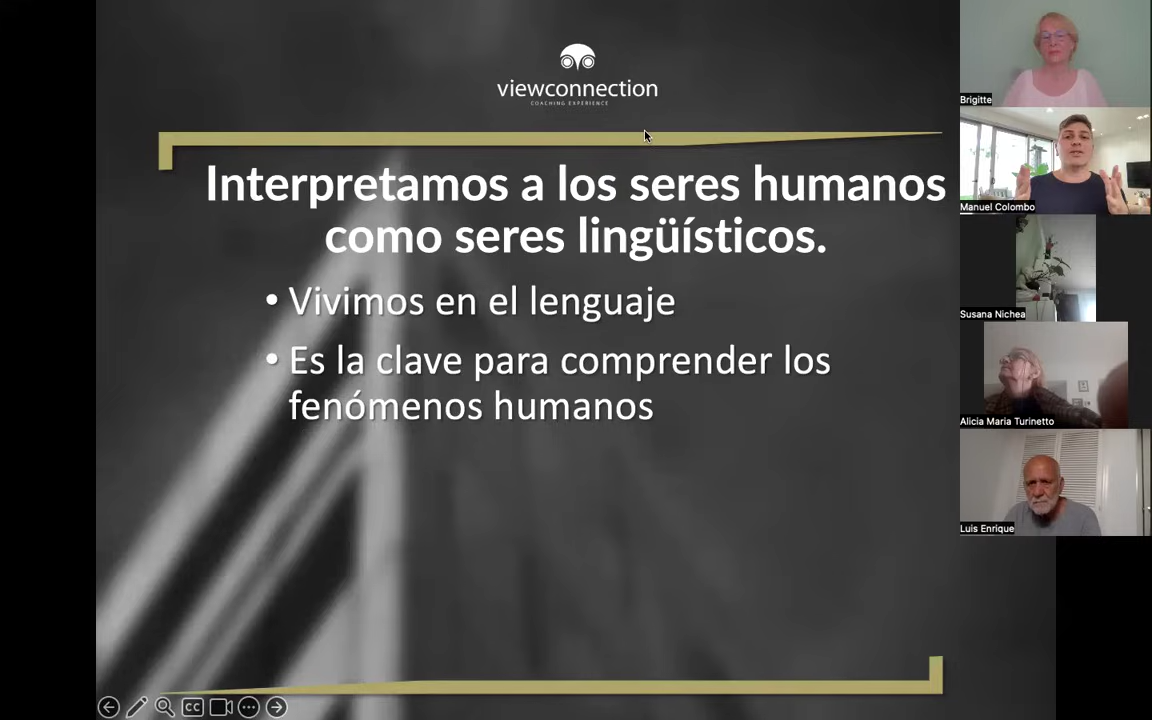 viewconnection
COACHING EXPERIENCE
Interpretamos a los seres humanos
como seres lingüísticos.
• Vivimos en el lenguaje
• Es la clave para comprender los
fenómenos humanos
Brigitte
Manuel Colombo
Susana Nichea
Alicia Maria Turinetto
Luis Enrique
CC